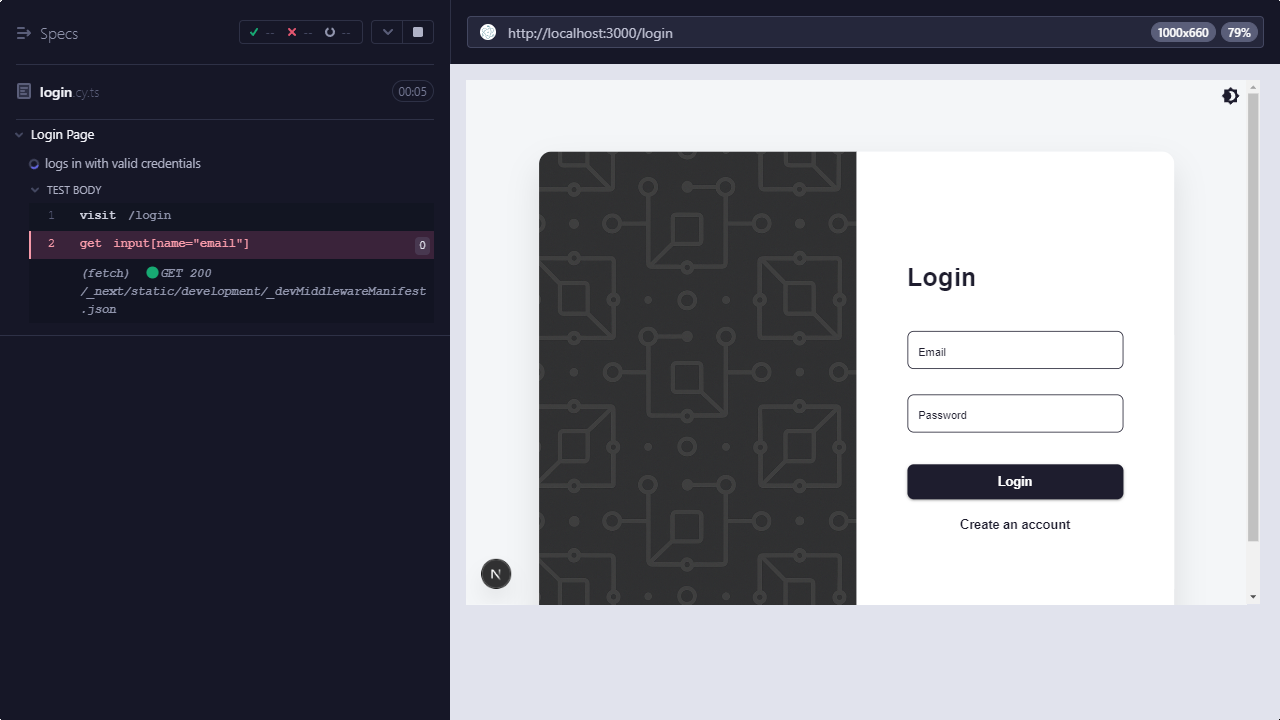 Specs
-- -- --
http://localhost:3000/login
1000x660
79%
login.cy.ts
00:05
Login Page
logs in with valid credentials
TEST BODY
1 visit /login
2 get input[name="email"] 0
(fetch) GET 200
/_next/static/development/_devMiddlewareManifest
.json
Login
Email
Password
Login
Create an account
N